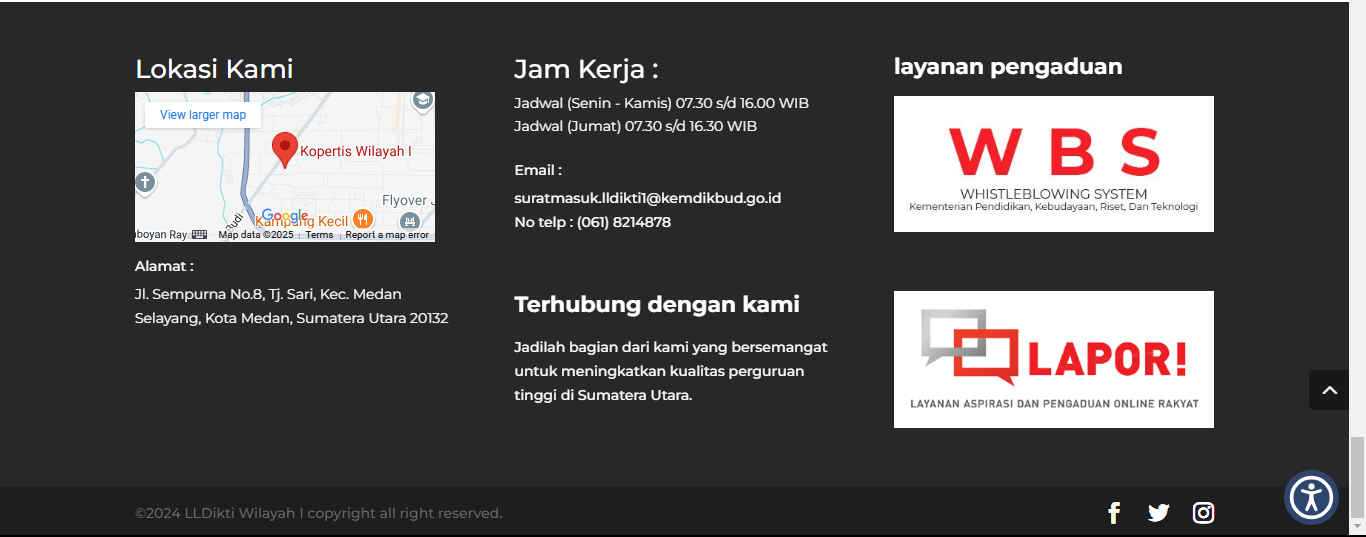 Lokasi Kami
View larger map
Kopertis Wilayah I
Flyover J
Rudi
Google
Kampung Kecil
boyan Ray
Map data ©2025
Terms
Report a map error
Alamat :
Jl. Sempurna No.8, Tj. Sari, Kec. Medan
Selayang, Kota Medan, Sumatera Utara 20132
Jam Kerja :
Jadwal (Senin - Kamis) 07.30 s/d 16.00 WIB
Jadwal (Jumat) 07.30 s/d 16.30 WIB
Email :
suratmasuk.lldikti1@kemdikbud.go.id
No telp : (061) 8214878
Terhubung dengan kami
Jadilah bagian dari kami yang bersemangat
untuk meningkatkan kualitas perguruan
tinggi di Sumatera Utara.
layanan pengaduan
WBS
WHISTLEBLOWING SYSTEM
Kementerian Pendidikan, Kebudayaan, Riset, Dan Teknologi
LAPOR!
LAYANAN ASPIRASI DAN PENGADUAN ONLINE RAKYAT
©2024 LLDikti Wilayah I copyright all right reserved.